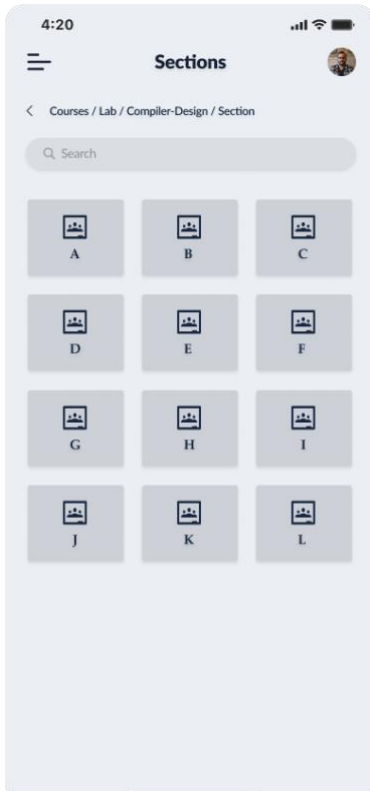 4:20
Sections
Courses / Lab / Compiler-Design / Section
Search
A B C
D E F
G H I
J K L